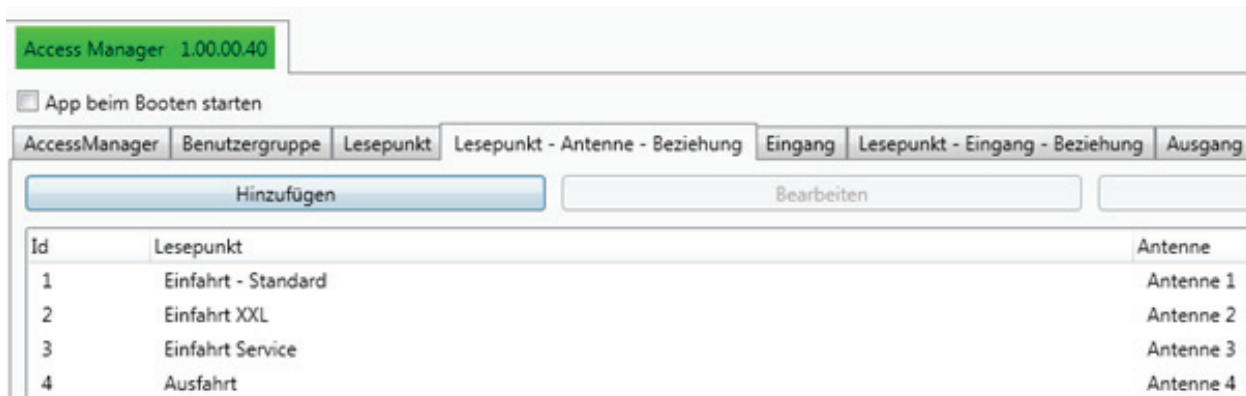 Access Manager 1.00.00.40
App beim Booten starten
AccessManager Benutzergruppe Lesepunkt Lesepunkt - Antenne - Beziehung Eingang Lesepunkt - Eingang - Beziehung Ausgang
Hinzufügen Bearbeiten
Id Lesepunkt Antenne
1 Einfahrt - Standard Antenne 1
2 Einfahrt XXL Antenne 2
3 Einfahrt Service Antenne 3
4 Ausfahrt Antenne 4